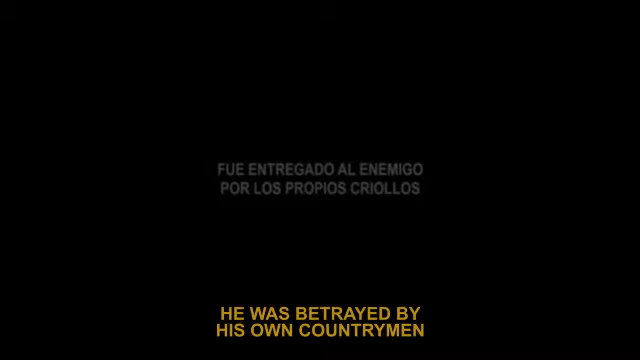 FUE ENTREGADO AL ENEMIGO
POR LOS PROPIOS CRIOLLOS
HE WAS BETRAYED BY
HIS OWN COUNTRYMEN